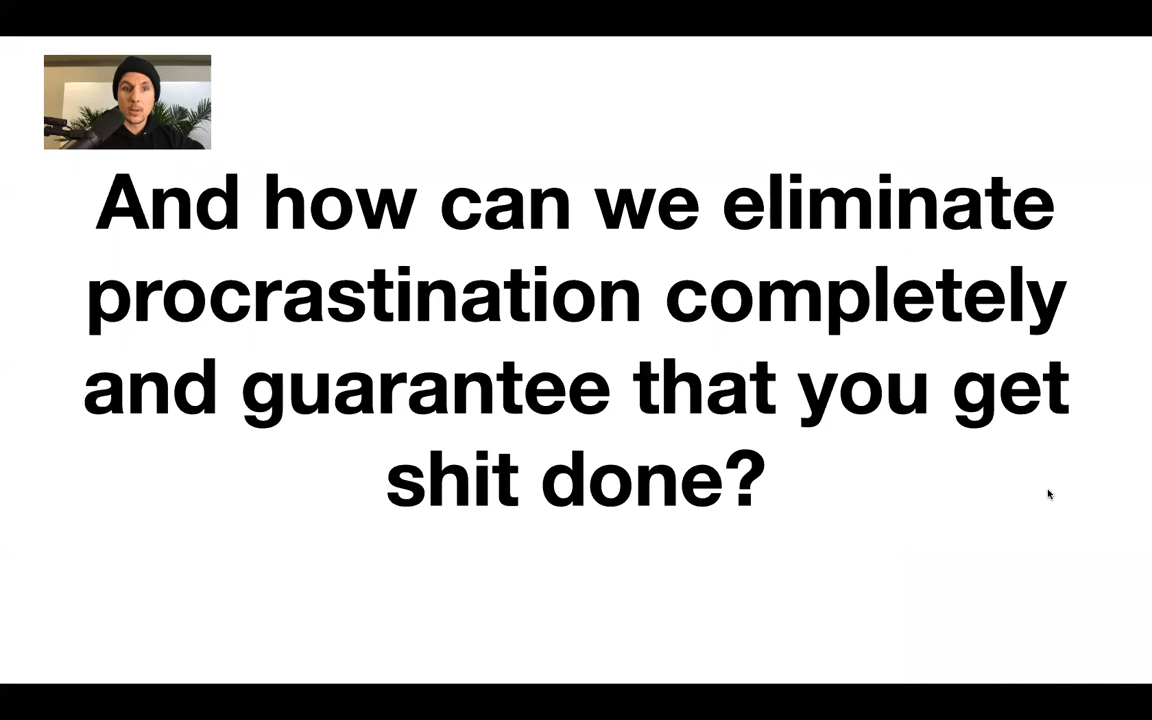 And how can we eliminate
procrastination completely
and guarantee that you get
shit done?